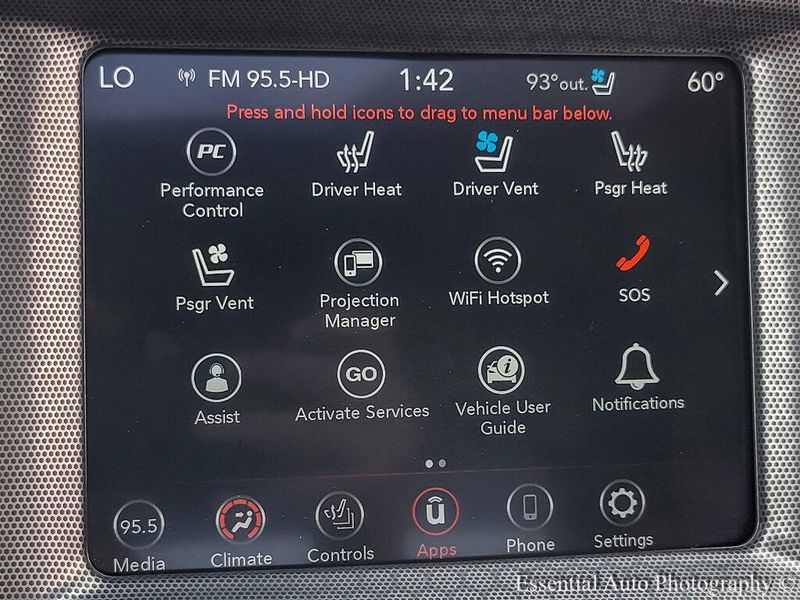 LO FM 95.5-HD 1:42 93° out. 60°
Press and hold icons to drag to menu bar below.
PC
Performance Control
Driver Heat
Driver Vent
Psgr Heat
Psgr Vent
Projection Manager
WiFi Hotspot
SOS
Assist
GO
Activate Services
i
Vehicle User Guide
Notifications
95.5
Media
Climate
Controls
u
Apps
Phone
Settings
Essential Auto Photography ©